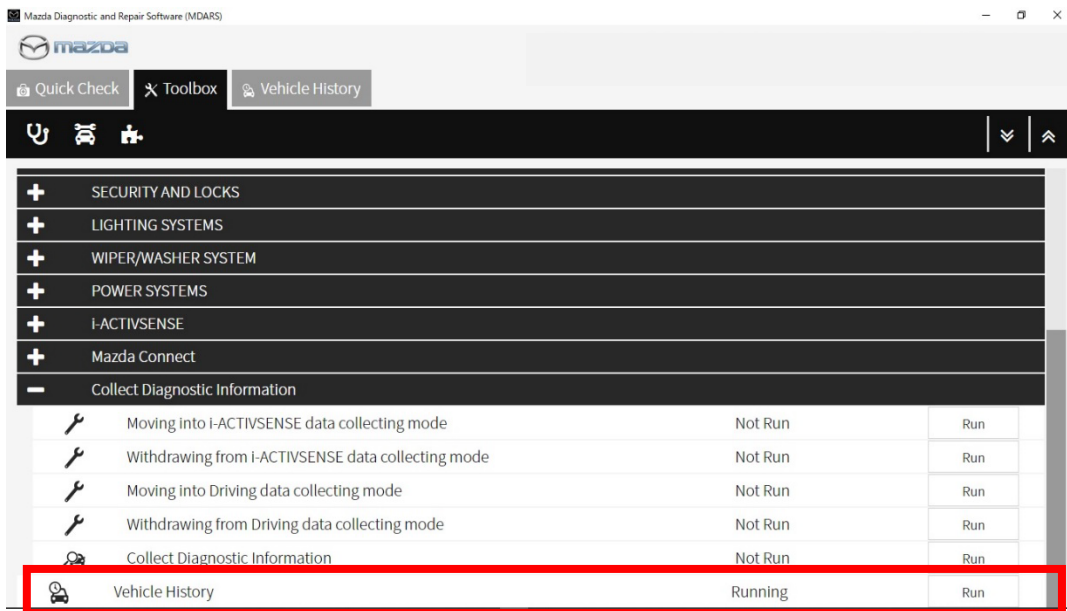 Mazda Diagnostic and Repair Software (MDARS)
mazda
Quick Check Toolbox Vehicle History
SECURITY AND LOCKS
LIGHTING SYSTEMS
WIPER/WASHER SYSTEM
POWER SYSTEMS
i-ACTIVSENSE
Mazda Connect
Collect Diagnostic Information
Moving into i-ACTIVSENSE data collecting mode Not Run Run
Withdrawing from i-ACTIVSENSE data collecting mode Not Run Run
Moving into Driving data collecting mode Not Run Run
Withdrawing from Driving data collecting mode Not Run Run
Collect Diagnostic Information Not Run Run
Vehicle History Running Run